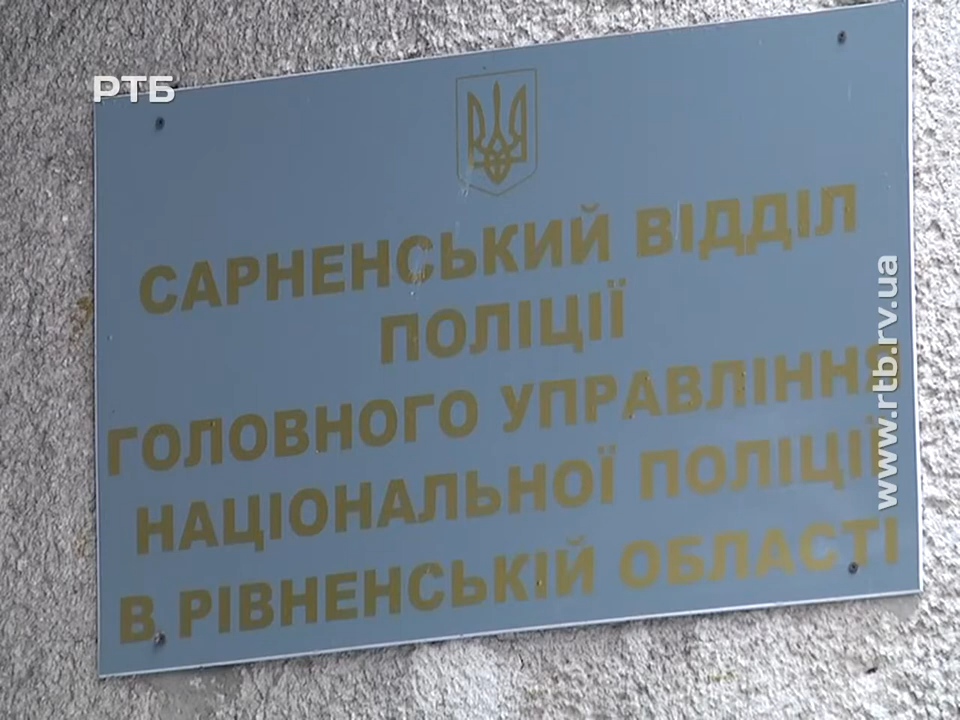 РТБ
САРНЕНСЬКИЙ ВІДДІЛ
ПОЛІЦІЇ
ГОЛОВНОГО УПРАВЛІННЯ
НАЦІОНАЛЬНОЇ ПОЛІЦІЇ
В РІВНЕНСЬКІЙ ОБЛАСТІ
www.rtb.rv.ua